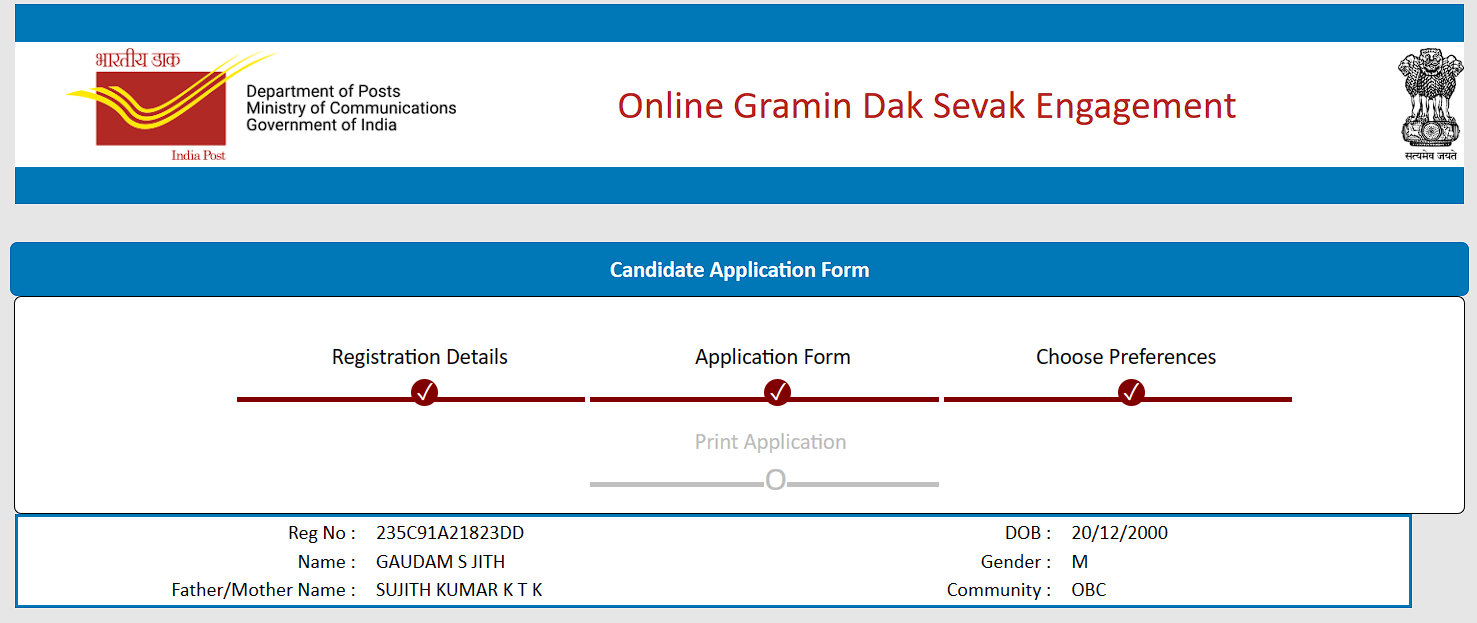 भारतीय डाक
Department of Posts
Ministry of Communications
Government of India
India Post
Online Gramin Dak Sevak Engagement
सत्यमेव जयते
Candidate Application Form
Registration Details
Application Form
Choose Preferences
Print Application
Reg No : 235C91A21823DD DOB : 20/12/2000
Name : GAUDAM S JITH Gender : M
Father/Mother Name : SUJITH KUMAR K T K Community : OBC